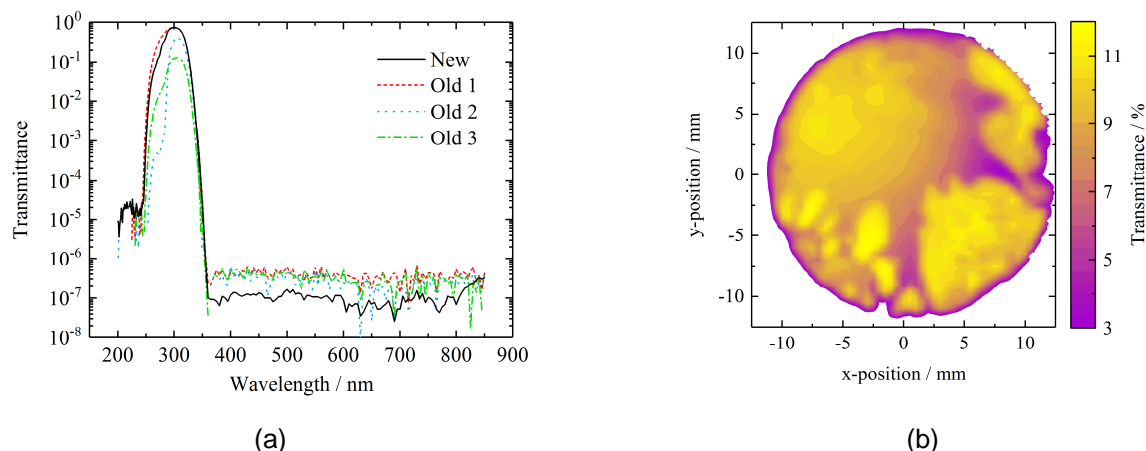 10⁰
10⁻¹
10⁻²
10⁻³
10⁻⁴
10⁻⁵
10⁻⁶
10⁻⁷
10⁻⁸
Transmittance
New
Old 1
Old 2
Old 3
200 300 400 500 600 700 800 900
Wavelength / nm
(a)
10
5
0
-5
-10
y-position / mm
-10 -5 0 5 10
x-position / mm
11
9
7
5
3
Transmittance / %
(b)